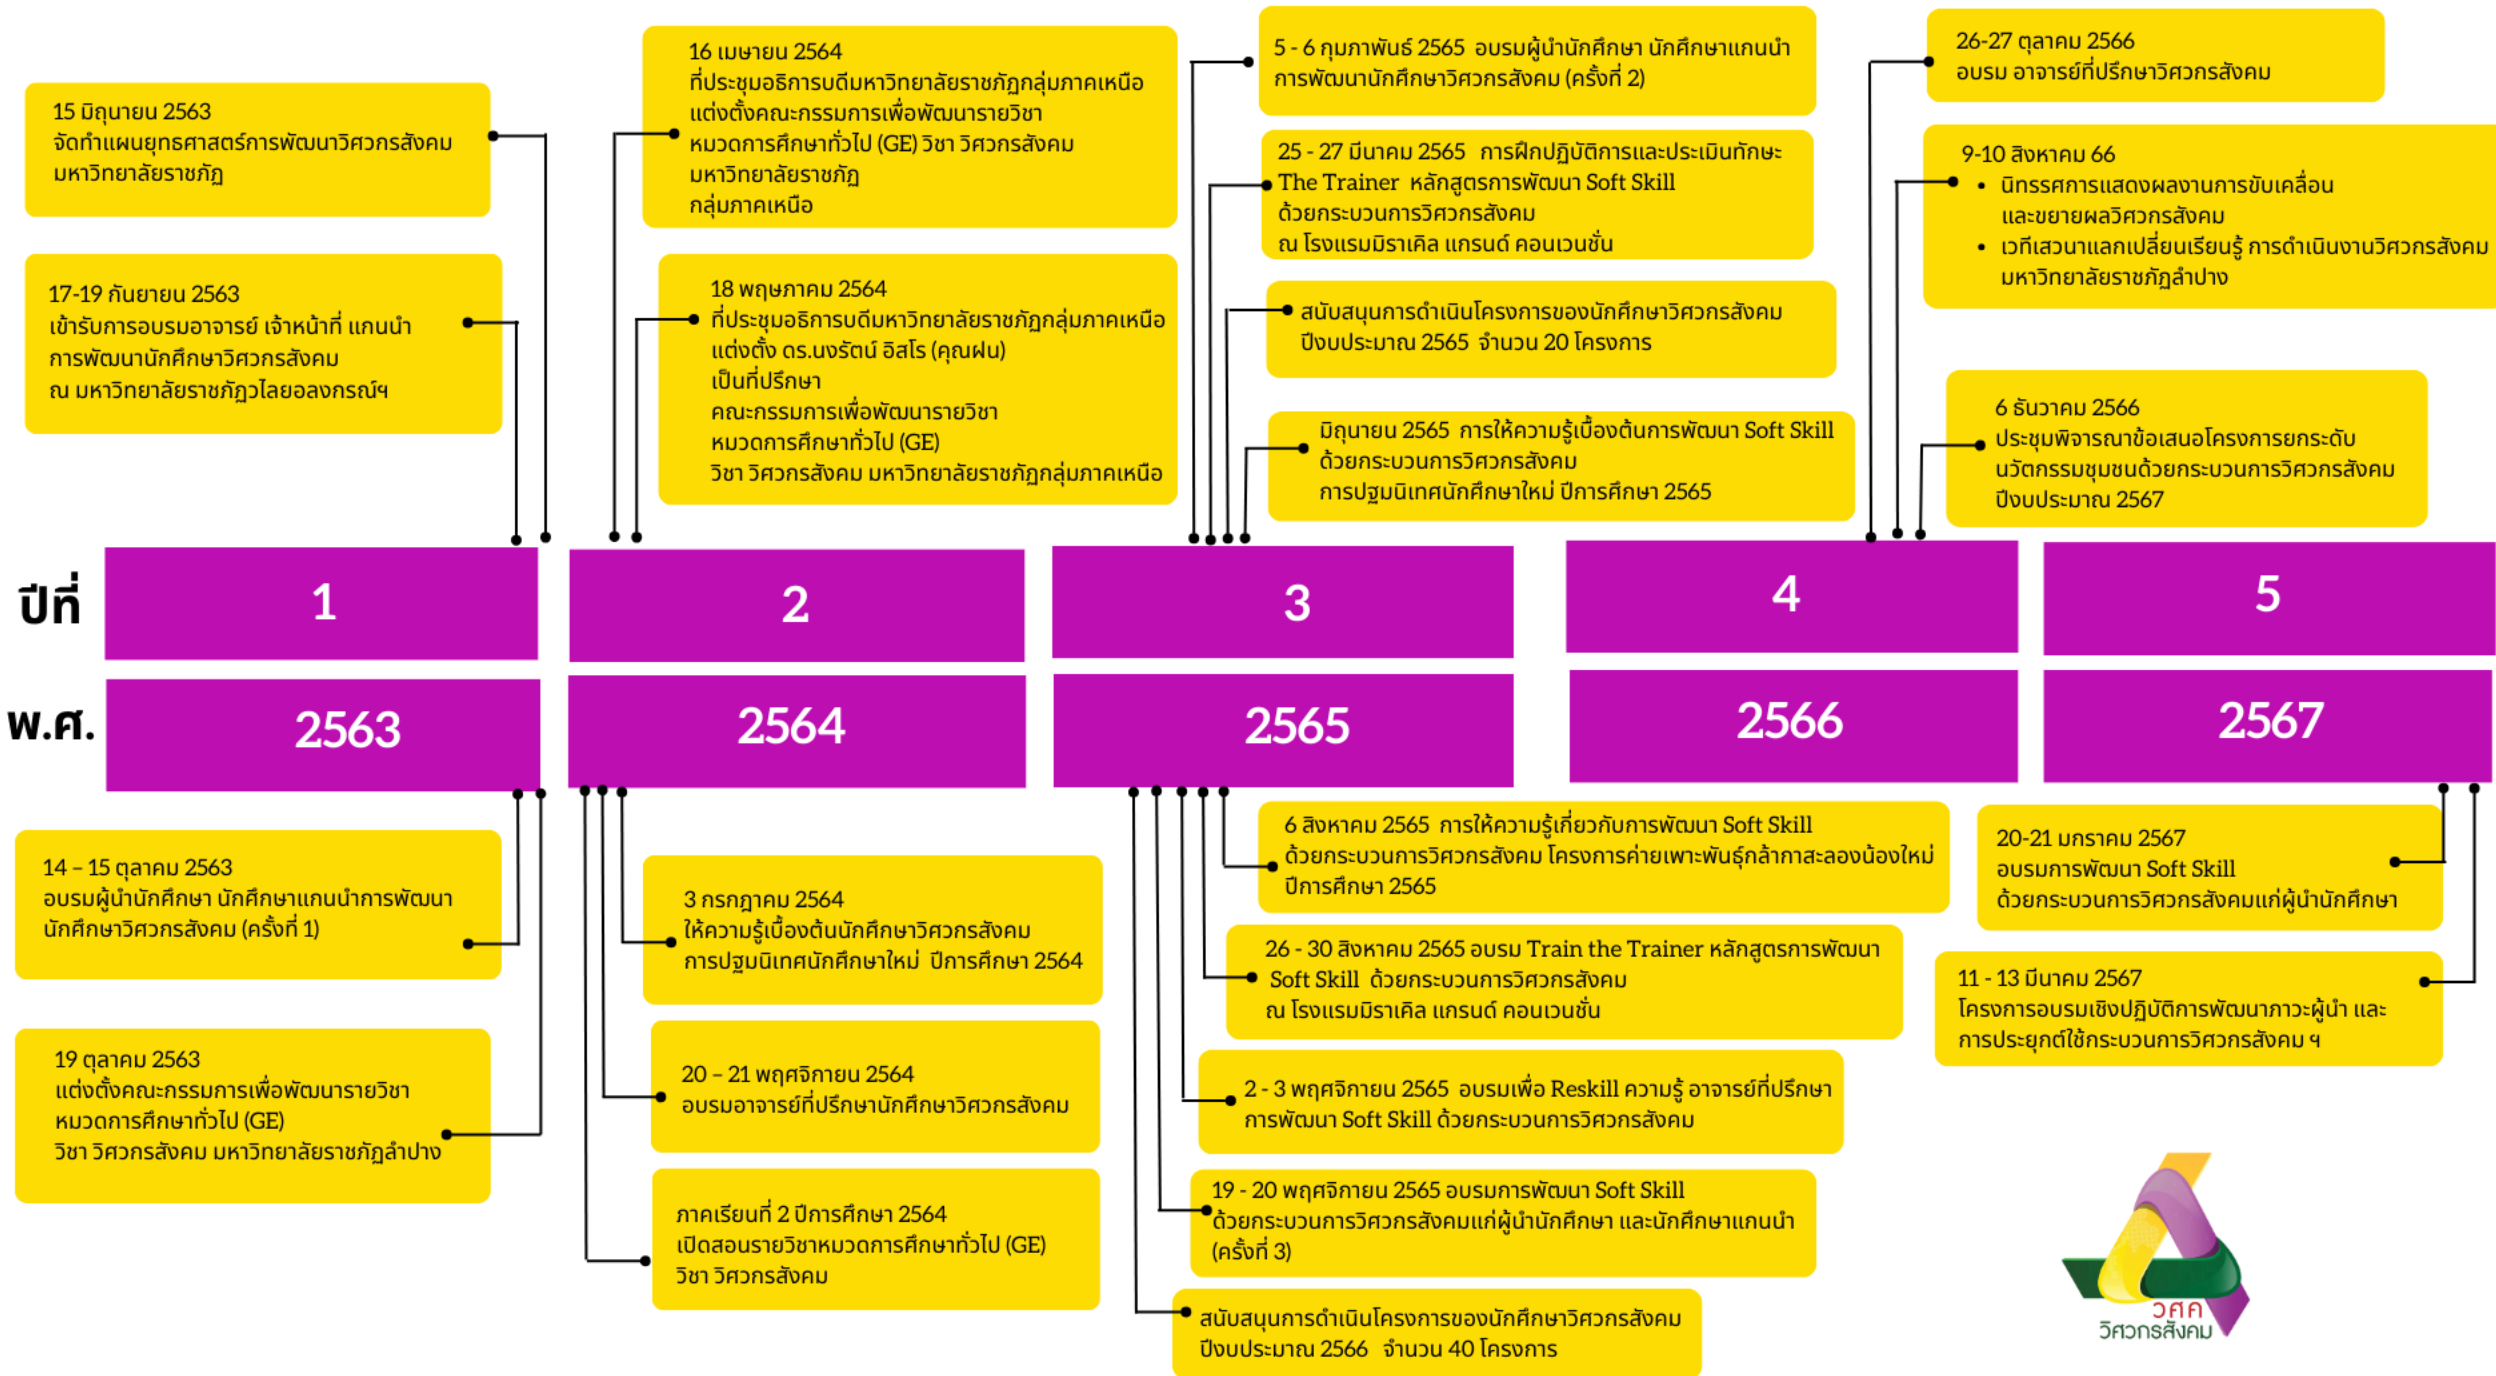 15 มิถุนายน 2563
จัดทำแผนยุทธศาสตร์การพัฒนาวิศวกรสังคม
มหาวิทยาลัยราชภัฏ
17-19 กันยายน 2563
เข้ารับการอบรมอาจารย์ เจ้าหน้าที่ แกนนำ
การพัฒนานักศึกษาวิศวกรสังคม
ณ มหาวิทยาลัยราชภัฏวไลยอลงกรณ์ฯ
16 เมษายน 2564
ที่ประชุมอธิการบดีมหาวิทยาลัยราชภัฏกลุ่มภาคเหนือ
แต่งตั้งคณะกรรมการเพื่อพัฒนารายวิชา
หมวดการศึกษาทั่วไป (GE) วิชา วิศวกรสังคม
มหาวิทยาลัยราชภัฏ
กลุ่มภาคเหนือ
18 พฤษภาคม 2564
ที่ประชุมอธิการบดีมหาวิทยาลัยราชภัฏกลุ่มภาคเหนือ
แต่งตั้ง ดร.นงรัตน์ อิสโร (คุณฝน)
เป็นที่ปรึกษา
คณะกรรมการเพื่อพัฒนารายวิชา
หมวดการศึกษาทั่วไป (GE)
วิชา วิศวกรสังคม มหาวิทยาลัยราชภัฏกลุ่มภาคเหนือ
5 - 6 กุมภาพันธ์ 2565 อบรมผู้นำนักศึกษา นักศึกษาแกนนำ
การพัฒนานักศึกษาวิศวกรสังคม (ครั้งที่ 2)
25 - 27 มีนาคม 2565 การฝึกปฏิบัติการและประเมินทักษะ
The Trainer หลักสูตรการพัฒนา Soft Skill
ด้วยกระบวนการวิศวกรสังคม
ณ โรงแรมมิราเคิล แกรนด์ คอนเวนชั่น
สนับสนุนการดำเนินโครงการของนักศึกษาวิศวกรสังคม
ปีงบประมาณ 2565 จำนวน 20 โครงการ
มิถุนายน 2565 การให้ความรู้เบื้องต้นการพัฒนา Soft Skill
ด้วยกระบวนการวิศวกรสังคม
การปฐมนิเทศนักศึกษาใหม่ ปีการศึกษา 2565
26-27 ตุลาคม 2566
อบรม อาจารย์ที่ปรึกษาวิศวกรสังคม
9-10 สิงหาคม 66
• นิทรรศการแสดงผลงานการขับเคลื่อน
และขยายผลวิศวกรสังคม
• เวทีเสวนาแลกเปลี่ยนเรียนรู้ การดำเนินงานวิศวกรสังคม
มหาวิทยาลัยราชภัฏลำปาง
6 ธันวาคม 2566
ประชุมพิจารณาข้อเสนอโครงการยกระดับ
นวัตกรรมชุมชนด้วยกระบวนการวิศวกรสังคม
ปีงบประมาณ 2567
ปีที่ 1 2 3 4 5
พ.ศ. 2563 2564 2565 2566 2567
14 – 15 ตุลาคม 2563
อบรมผู้นำนักศึกษา นักศึกษาแกนนำการพัฒนา
นักศึกษาวิศวกรสังคม (ครั้งที่ 1)
19 ตุลาคม 2563
แต่งตั้งคณะกรรมการเพื่อพัฒนารายวิชา
หมวดการศึกษาทั่วไป (GE)
วิชา วิศวกรสังคม มหาวิทยาลัยราชภัฏลำปาง
3 กรกฎาคม 2564
ให้ความรู้เบื้องต้นนักศึกษาวิศวกรสังคม
การปฐมนิเทศนักศึกษาใหม่ ปีการศึกษา 2564
20 – 21 พฤศจิกายน 2564
อบรมอาจารย์ที่ปรึกษานักศึกษาวิศวกรสังคม
ภาคเรียนที่ 2 ปีการศึกษา 2564
เปิดสอนรายวิชาหมวดการศึกษาทั่วไป (GE)
วิชา วิศวกรสังคม
6 สิงหาคม 2565 การให้ความรู้เกี่ยวกับการพัฒนา Soft Skill
ด้วยกระบวนการวิศวกรสังคม โครงการค่ายเพาะพันธุ์กล้ากาสะลองน้องใหม่
ปีการศึกษา 2565
26 - 30 สิงหาคม 2565 อบรม Train the Trainer หลักสูตรการพัฒนา
Soft Skill ด้วยกระบวนการวิศวกรสังคม
ณ โรงแรมมิราเคิล แกรนด์ คอนเวนชั่น
2 - 3 พฤศจิกายน 2565 อบรมเพื่อ Reskill ความรู้ อาจารย์ที่ปรึกษา
การพัฒนา Soft Skill ด้วยกระบวนการวิศวกรสังคม
19 - 20 พฤศจิกายน 2565 อบรมการพัฒนา Soft Skill
ด้วยกระบวนการวิศวกรสังคมแก่ผู้นำนักศึกษา และนักศึกษาแกนนำ
(ครั้งที่ 3)
สนับสนุนการดำเนินโครงการของนักศึกษาวิศวกรสังคม
ปีงบประมาณ 2566 จำนวน 40 โครงการ
20-21 มกราคม 2567
อบรมการพัฒนา Soft Skill
ด้วยกระบวนการวิศวกรสังคมแก่ผู้นำนักศึกษา
11 - 13 มีนาคม 2567
โครงการอบรมเชิงปฏิบัติการพัฒนาภาวะผู้นำ และ
การประยุกต์ใช้กระบวนการวิศวกรสังคม ฯ
วศค
วิศวกรสังคม